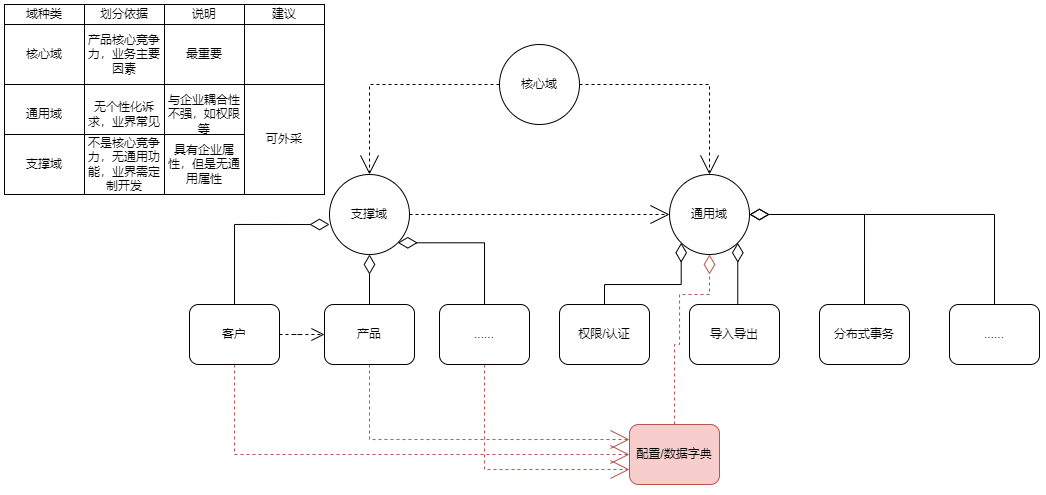 域种类 划分依据 说明 建议
核心域
产品核心竞争
力，业务主要
因素
最重要
通用域
无个性化诉
求，业界常见
与企业耦合性
不强，如权限
等
可外采
支撑域
不是核心竞争
力，无通用功
能，业界需定
制开发
具有企业属
性，但是无通
用属性
核心域
支撑域
通用域
客户
产品
......
权限/认证
导入导出
分布式事务
......
配置/数据字典